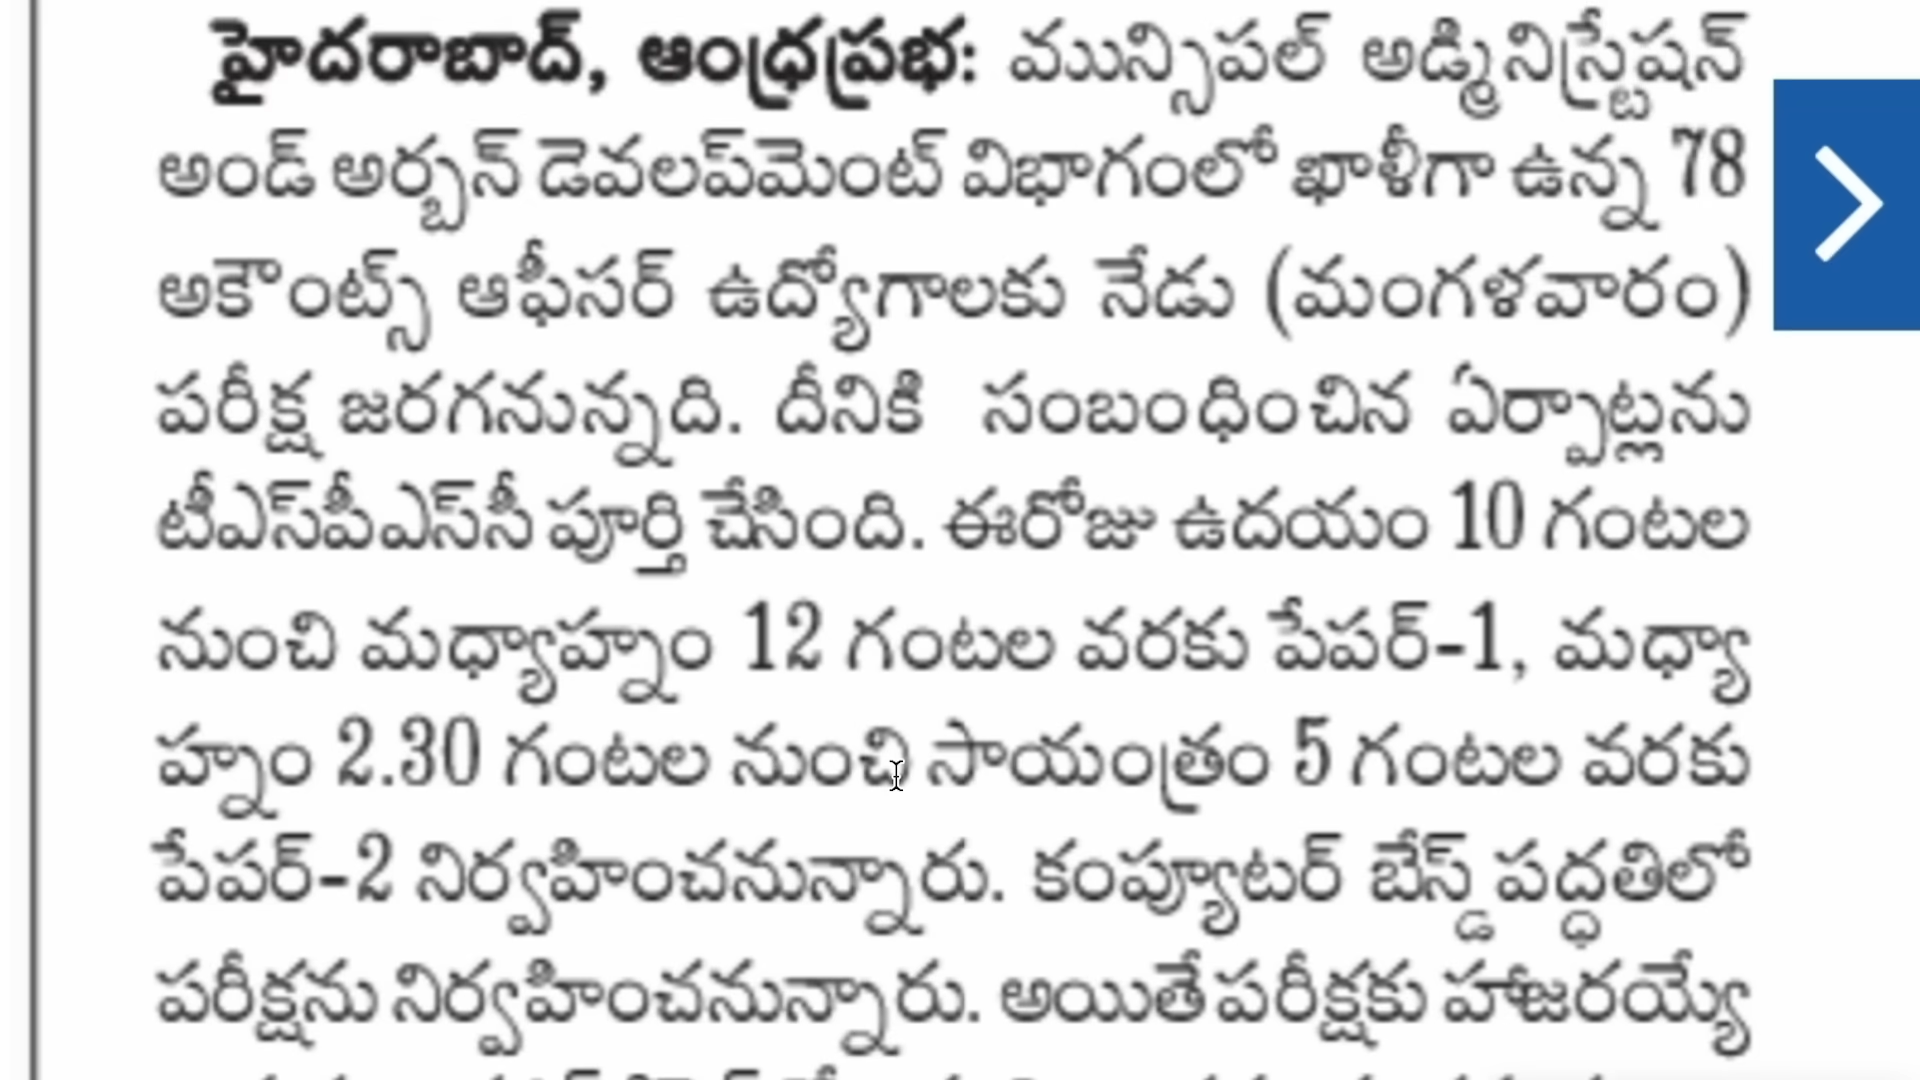 హైదరాబాద్, ఆంధ్రప్రభ: మున్సిపల్ అడ్మినిస్ట్రేషన్
అండ్ అర్బన్ డెవలప్‌మెంట్ విభాగంలో ఖాళీగా ఉన్న 78
అకౌంట్స్ ఆఫీసర్ ఉద్యోగాలకు నేడు (మంగళవారం)
పరీక్ష జరగనున్నది. దీనికి సంబంధించిన ఏర్పాట్లను
టీఎస్‌పీఎస్‌సీ పూర్తి చేసింది. ఈరోజు ఉదయం 10 గంటల
నుంచి మధ్యాహ్నం 12 గంటల వరకు పేపర్-1, మధ్యా
హ్నం 2.30 గంటల నుంచి సాయంత్రం 5 గంటల వరకు
పేపర్-2 నిర్వహించనున్నారు. కంప్యూటర్ బేస్డ్ పద్ధతిలో
పరీక్షను నిర్వహించనున్నారు. అయితే పరీక్షకు హాజరయ్యే